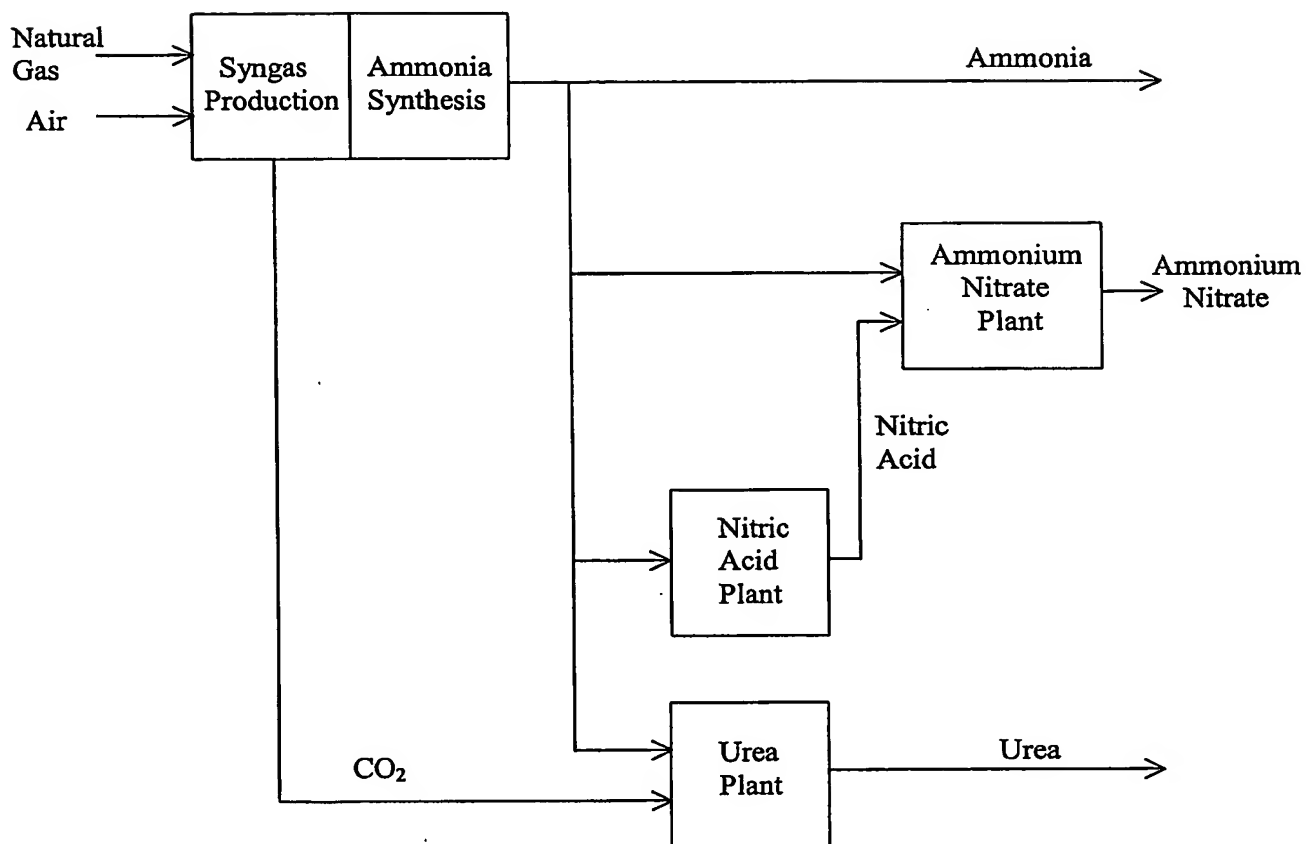 Natural
Gas
Air
Syngas
Production
Ammonia
Synthesis
Ammonia
Ammonium
Nitrate
Plant
Ammonium
Nitrate
Nitric
Acid
Nitric
Acid
Plant
Urea
Plant
Urea
CO₂